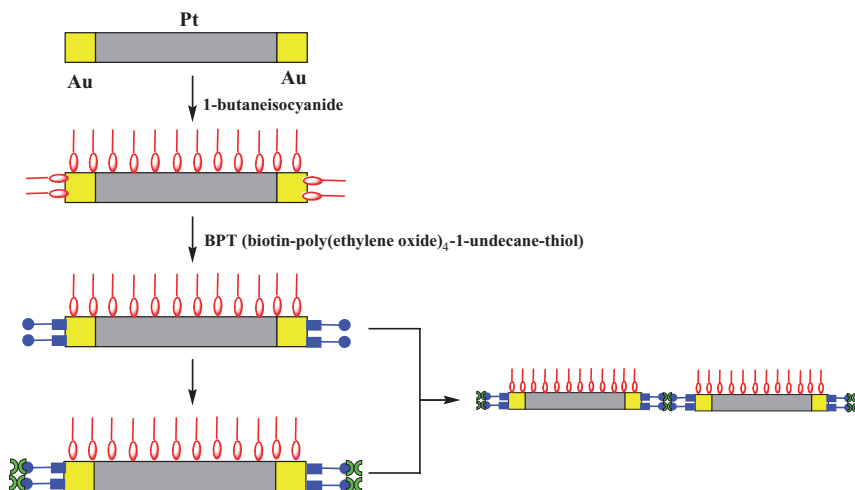 Pt
Au
Au
1-butaneisocyanide
BPT (biotin-poly(ethylene oxide)4-1-undecane-thiol)